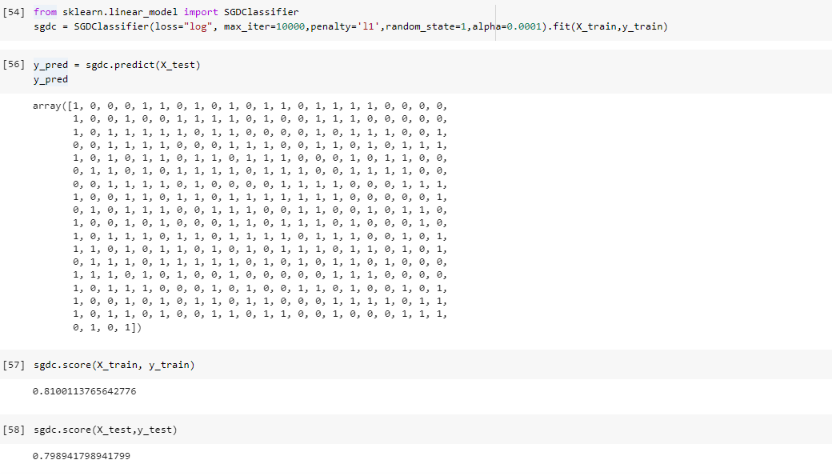 [54] from sklearn.linear_model import SGDClassifier
sgdc = SGDClassifier(loss="log", max_iter=10000,penalty='l1',random_state=1,alpha=0.0001).fit(X_train,y_train)
[56] y_pred = sgdc.predict(X_test)
y_pred
array([1, 0, 0, 0, 1, 1, 0, 1, 0, 1, 0, 1, 1, 0, 1, 1, 1, 1, 0, 0, 0, 0,
1, 0, 0, 1, 0, 0, 1, 1, 1, 1, 0, 1, 0, 0, 1, 1, 0, 0, 0, 0, 0,
1, 0, 1, 1, 1, 1, 1, 0, 1, 1, 0, 0, 0, 0, 1, 0, 1, 1, 1, 0, 0, 1,
0, 0, 1, 1, 1, 1, 0, 0, 0, 1, 1, 1, 0, 0, 1, 1, 0, 1, 0, 1, 1, 1,
1, 0, 1, 0, 1, 1, 0, 1, 1, 0, 1, 1, 1, 0, 0, 0, 1, 0, 1, 1, 0, 0,
0, 1, 1, 0, 1, 0, 1, 1, 1, 1, 0, 1, 1, 1, 0, 0, 1, 1, 1, 1, 0, 0,
0, 0, 1, 1, 1, 1, 0, 1, 0, 0, 0, 0, 1, 1, 1, 1, 0, 0, 0, 1, 1, 1,
1, 0, 0, 1, 1, 0, 1, 1, 0, 1, 1, 1, 1, 1, 1, 1, 0, 0, 0, 0, 0, 1,
0, 1, 0, 1, 1, 1, 0, 0, 1, 1, 1, 0, 0, 1, 1, 0, 0, 1, 0, 1, 1, 0,
1, 0, 0, 1, 0, 1, 0, 0, 0, 1, 1, 0, 1, 1, 1, 0, 1, 0, 0, 0, 1, 0,
1, 0, 1, 1, 1, 0, 1, 1, 0, 1, 1, 1, 1, 0, 1, 1, 1, 0, 0, 1, 0, 1,
1, 1, 0, 1, 0, 1, 1, 0, 1, 0, 1, 0, 1, 1, 1, 0, 1, 1, 0, 1, 0, 1,
0, 1, 1, 1, 0, 1, 1, 1, 1, 1, 0, 1, 0, 1, 0, 1, 1, 0, 1, 0, 0, 0,
1, 1, 1, 0, 1, 0, 1, 0, 0, 1, 0, 0, 0, 0, 0, 1, 1, 1, 0, 0, 0,
1, 0, 1, 1, 1, 0, 0, 0, 1, 0, 1, 0, 0, 1, 1, 0, 1, 0, 0, 1, 0, 1,
1, 0, 0, 1, 0, 1, 0, 1, 1, 0, 1, 1, 0, 0, 0, 1, 1, 1, 1, 0, 1, 1,
1, 0, 1, 1, 0, 1, 0, 0, 1, 1, 0, 1, 1, 0, 0, 1, 0, 0, 0, 1, 1, 1,
0, 1, 0, 1])
[57] sgdc.score(X_train, y_train)
0.8100113765642776
[58] sgdc.score(X_test,y_test)
0.798941798941799